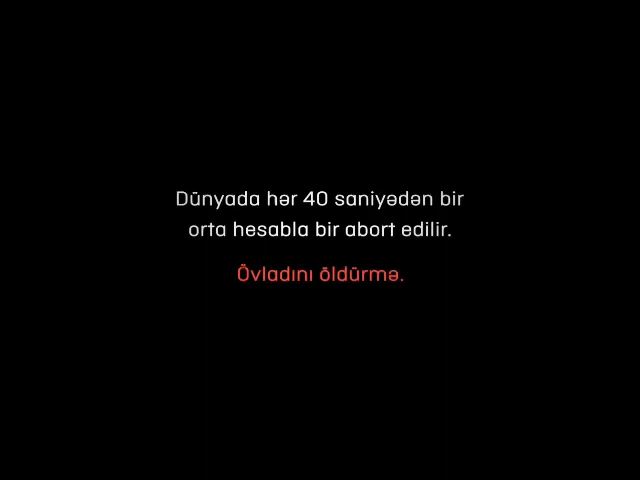 Dünyada hər 40 saniyədən bir
orta hesabla bir abort edilir.
Övladını öldürmə.